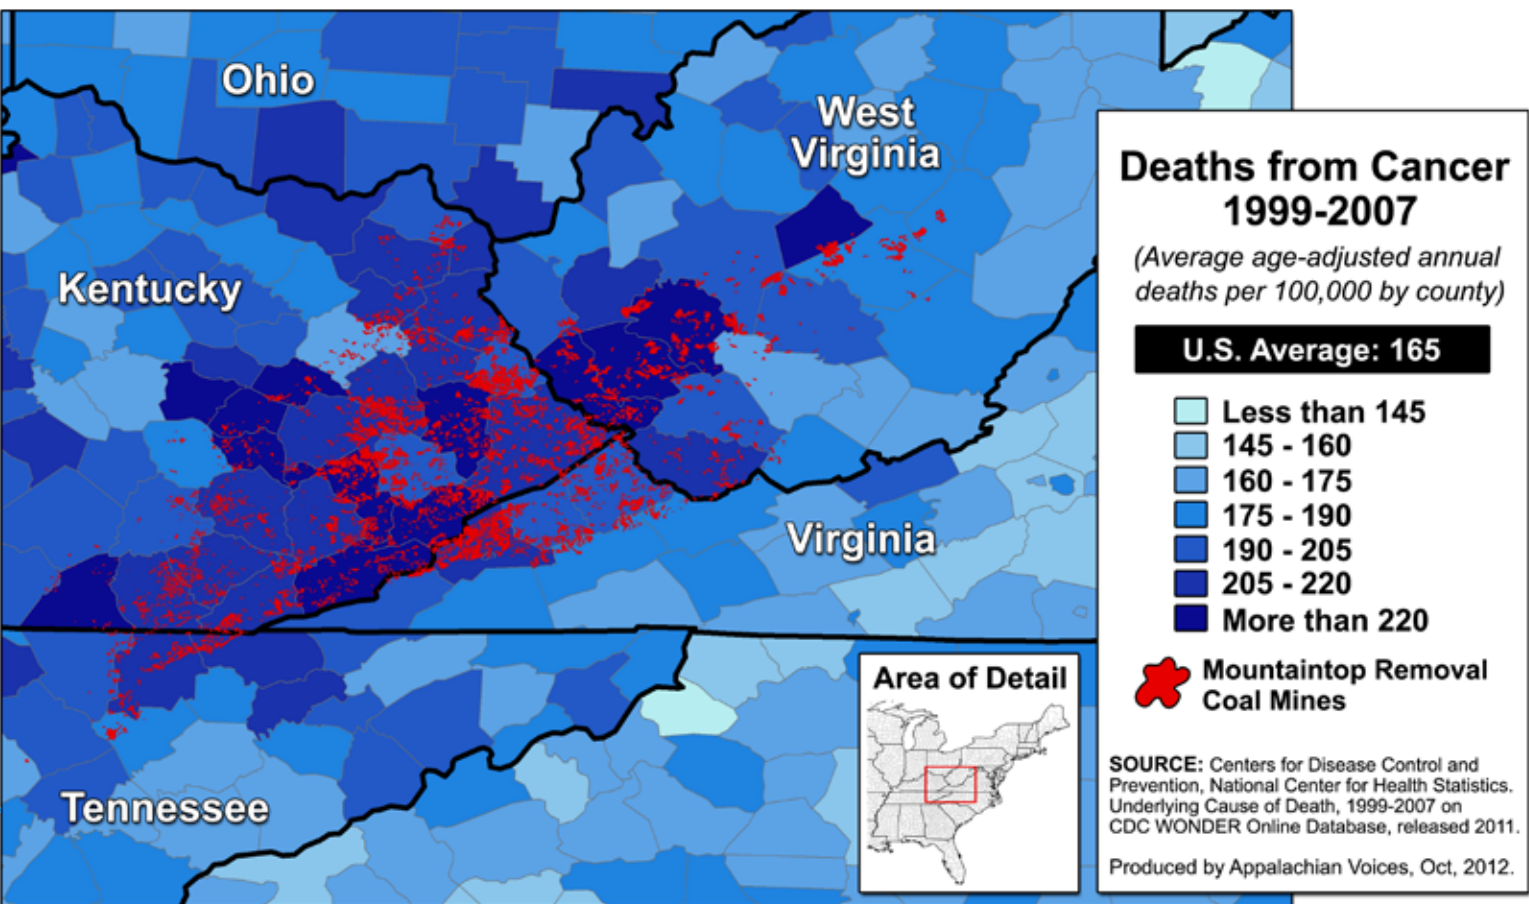 Ohio
West
Virginia
Kentucky
Virginia
Tennessee
Deaths from Cancer
1999-2007
(Average age-adjusted annual
deaths per 100,000 by county)
U.S. Average: 165
Less than 145
145 - 160
160 - 175
175 - 190
190 - 205
205 - 220
More than 220
Mountaintop Removal
Coal Mines
Area of Detail
SOURCE: Centers for Disease Control and
Prevention, National Center for Health Statistics.
Underlying Cause of Death, 1999-2007 on
CDC WONDER Online Database, released 2011.
Produced by Appalachian Voices, Oct, 2012.